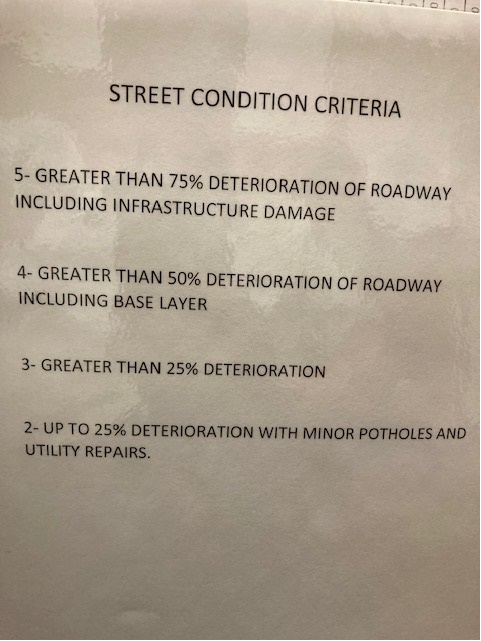 STREET CONDITION CRITERIA
5- GREATER THAN 75% DETERIORATION OF ROADWAY
INCLUDING INFRASTRUCTURE DAMAGE
4- GREATER THAN 50% DETERIORATION OF ROADWAY
INCLUDING BASE LAYER
3- GREATER THAN 25% DETERIORATION
2- UP TO 25% DETERIORATION WITH MINOR POTHOLES AND
UTILITY REPAIRS.